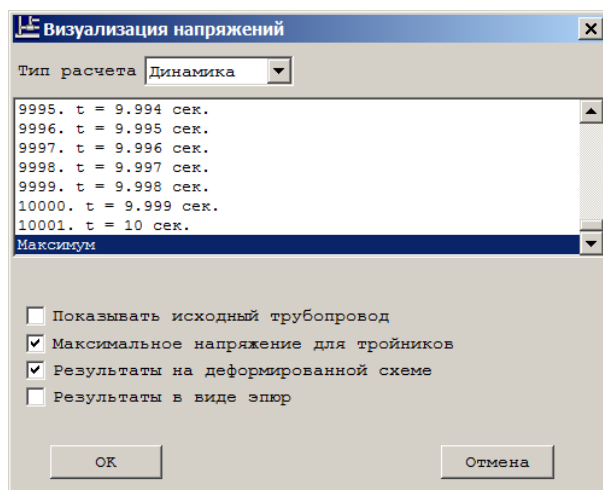 Визуализация напряжений
Тип расчета Динамика
9995. t = 9.994 сек.
9996. t = 9.995 сек.
9997. t = 9.996 сек.
9998. t = 9.997 сек.
9999. t = 9.998 сек.
10000. t = 9.999 сек.
10001. t = 10 сек.
Максимум
Показывать исходный трубопровод
Максимальное напряжение для тройников
Результаты на деформированной схеме
Результаты в виде эпюр
OK Отмена